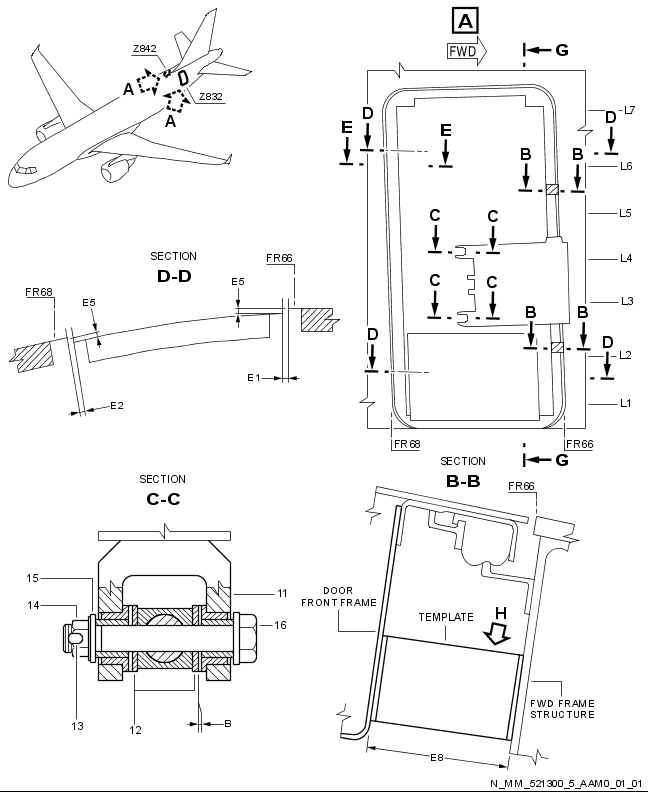 Z842
Z832
A
A
A
FWD
G
L7
L6
L5
L4
L3
L2
L1
D
D
E
E
B
B
C
C
C
C
B
B
D
D
FR68
FR66
G
SECTION
D-D
FR68
FR66
E5
E5
E1
E2
SECTION
C-C
15
14
13
12
B
11
16
SECTION
B-B
FR66
DOOR
FRONT FRAME
TEMPLATE
H
FWD FRAME
STRUCTURE
E8
N_MM_521300_5_AAM0_01_01